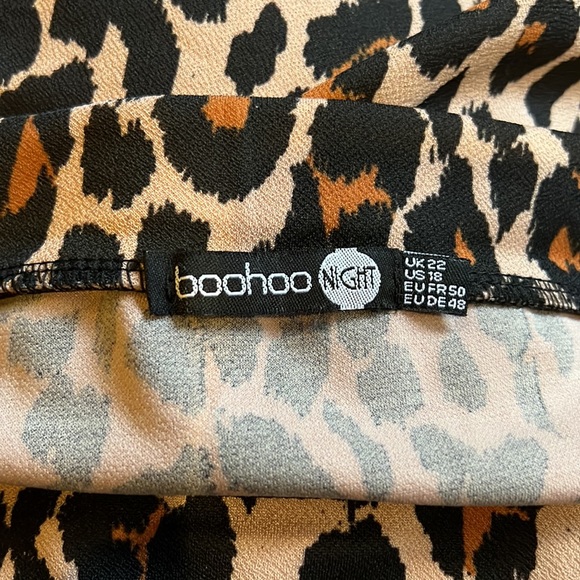 boohoo NIGHT
UK 22
US 18
EU FR 50
EU DE 48